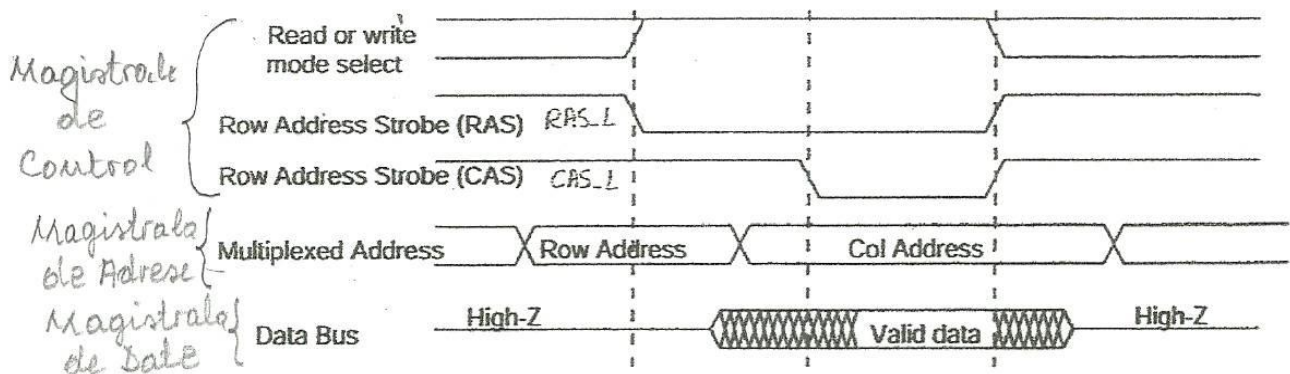 Magistrala
de
Control
Read or write
mode select
Row Address Strobe (RAS) RAS_L
Row Address Strobe (CAS) CAS_L
Magistrala
de Adrese
Multiplexed Address
Row Address
Col Address
Magistrala
de Date
Data Bus
High-Z
Valid data
High-Z